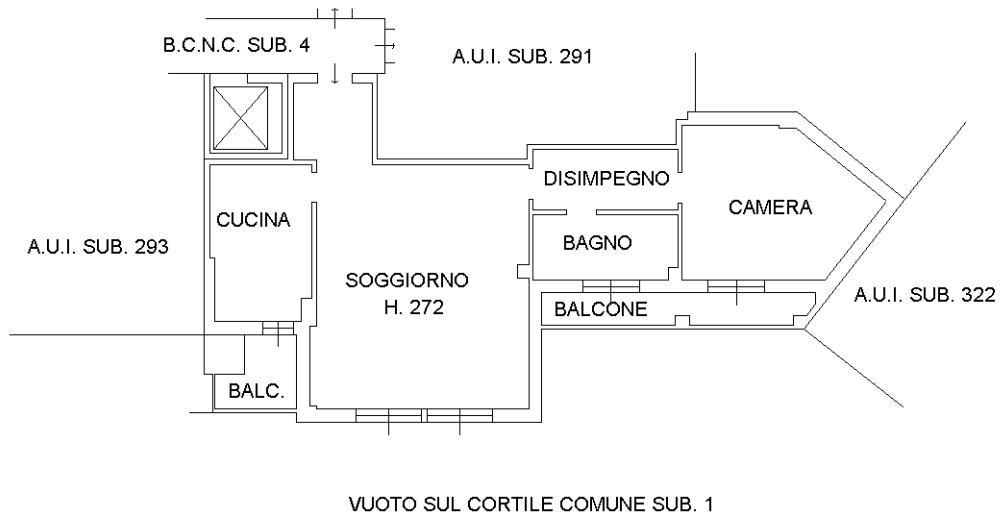 B.C.N.C. SUB. 4
A.U.I. SUB. 291
DISIMPEGNO
CAMERA
CUCINA
BAGNO
A.U.I. SUB. 293
SOGGIORNO
H. 272
A.U.I. SUB. 322
BALCONE
BALC.
VUOTO SUL CORTILE COMUNE SUB. 1